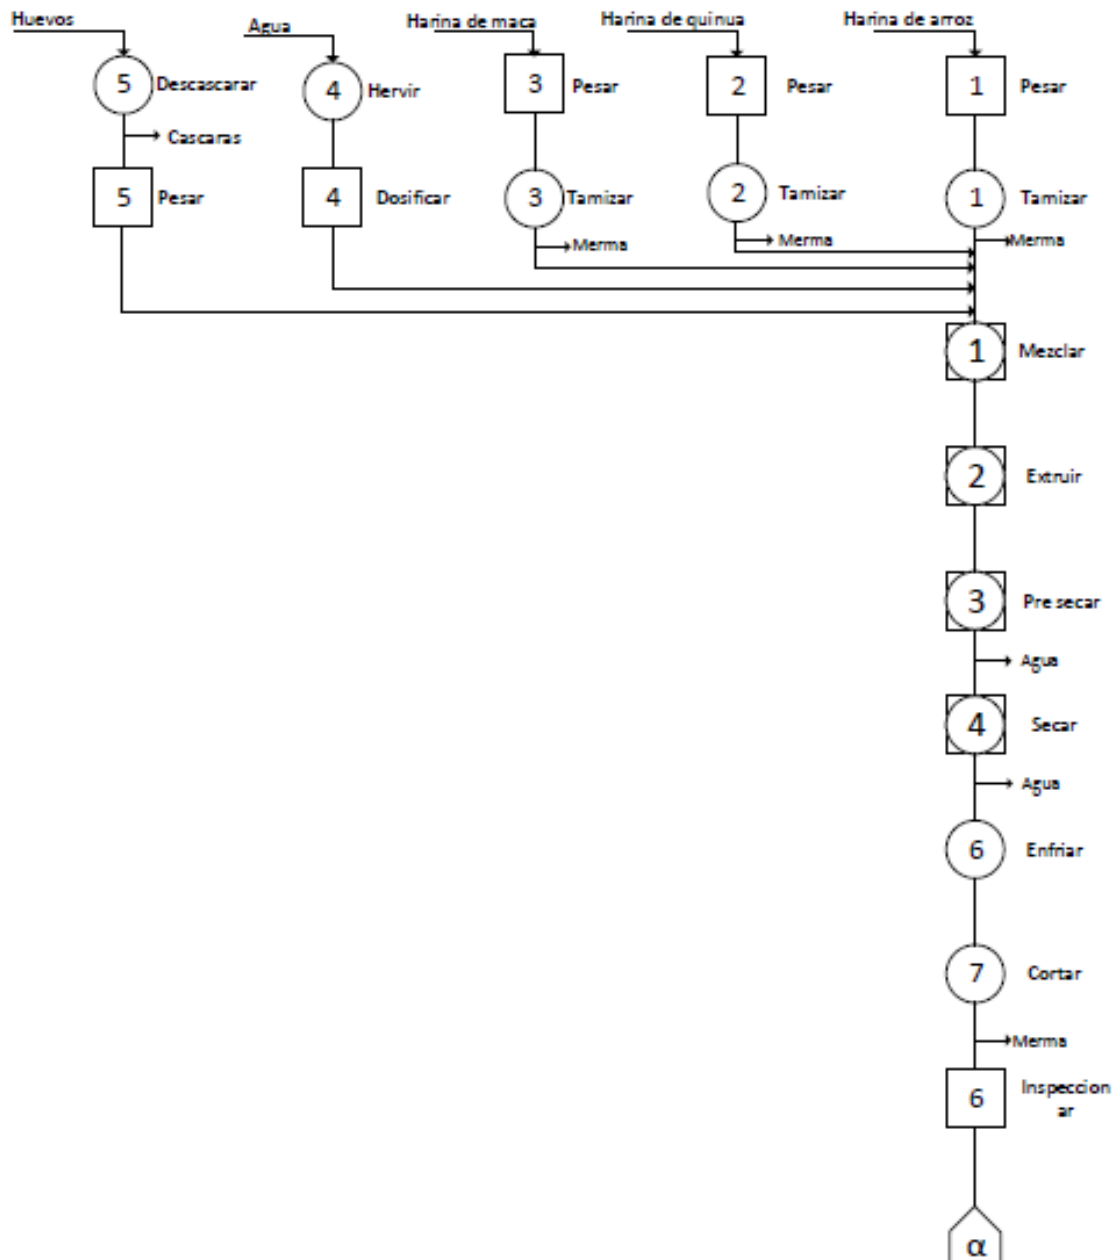 Huevos
Agua
Harina de maca
Harina de quinua
Harina de arroz
5 Descascarar
4 Hervir
3 Pesar
2 Pesar
1 Pesar
Cascaras
5 Pesar
4 Dosificar
3 Tamizar
2 Tamizar
1 Tamizar
Merma
Merma
Merma
1 Mezclar
2 Extruir
3 Pre secar
Agua
4 Secar
Agua
6 Enfriar
7 Cortar
Merma
6 Inspeccion
ar
α